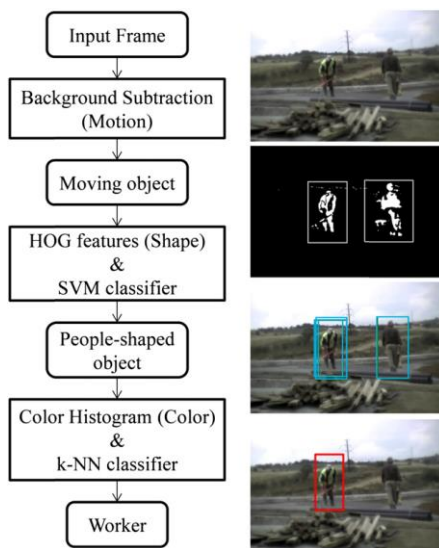 Input Frame
Background Subtraction
(Motion)
Moving object
HOG features (Shape)
&
SVM classifier
People-shaped
object
Color Histogram (Color)
&
k-NN classifier
Worker